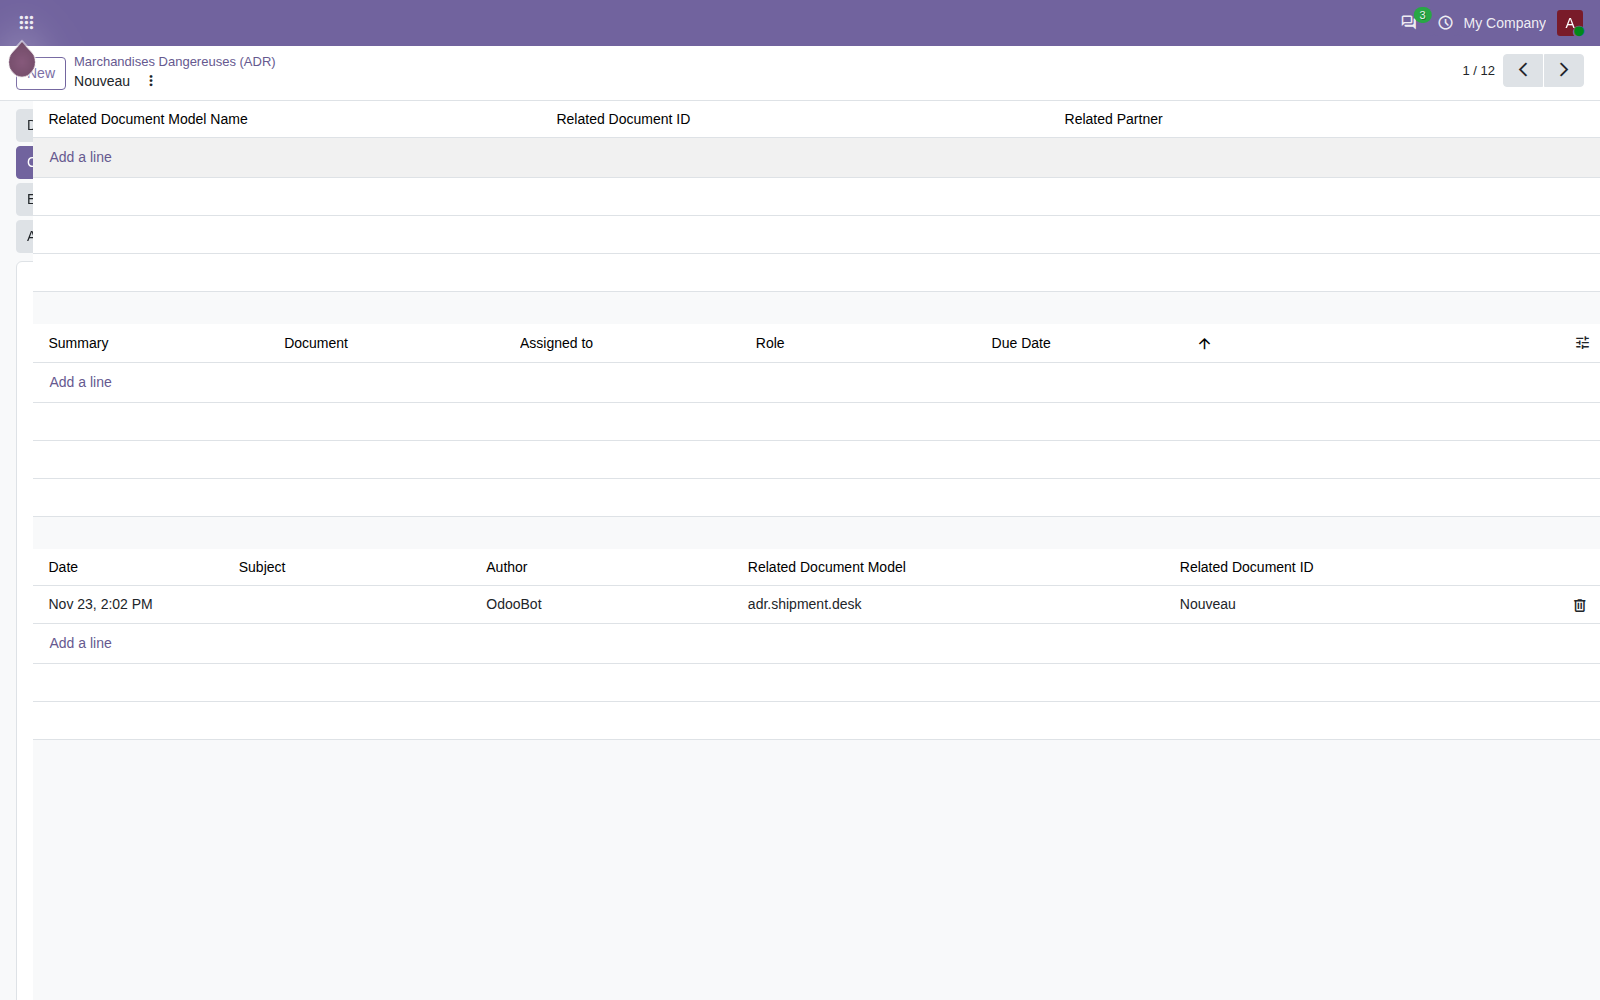 3 My Company A
New
Marchandises Dangereuses (ADR)
Nouveau
1 / 12
Related Document Model Name Related Document ID Related Partner
Add a line
Summary Document Assigned to Role Due Date
Add a line
Date Subject Author Related Document Model Related Document ID
Nov 23, 2:02 PM OdooBot adr.shipment.desk Nouveau
Add a line